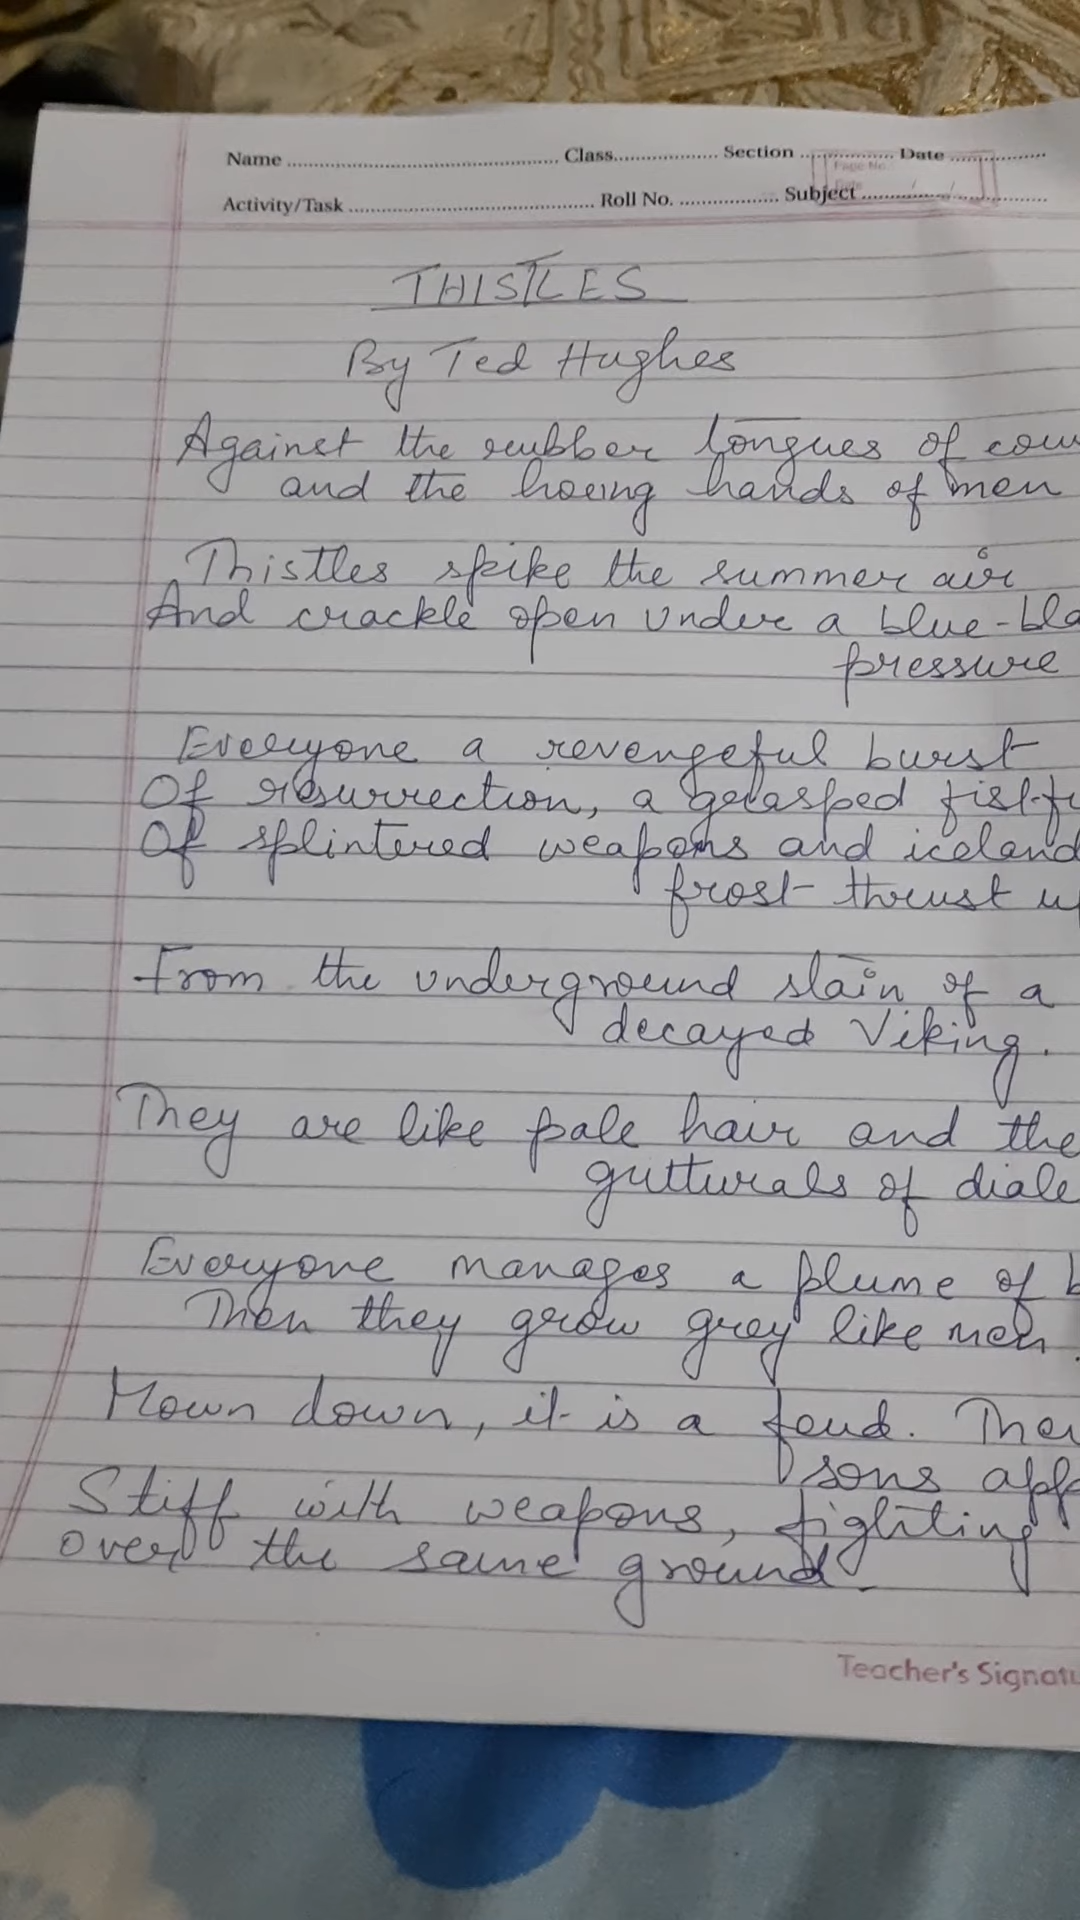 Name ........ Class........ Section ........ Date ........
Page No.
Activity/Task ........ Roll No. ........ Subject ........
THISTLES
By Ted Hughes
Against the rubber tongues of cow
and the hoeing hands of men
Thistles spike the summer air
And crackle open under a blue-bla
pressure
Everyone a revengeful burst
Of resurrection, a grasped fist-fu
Of splintered weapons and iceland
frost thrust u
From the underground stain of a
decayed Viking.
They are like pale hair and the
gutturals of diale
Everyone manages a plume of b
Then they grow grey like men.
Mown down, it is a feud. Thei
sons app
Stiff with weapons, fighting
over the same ground.
Teacher's Signatu